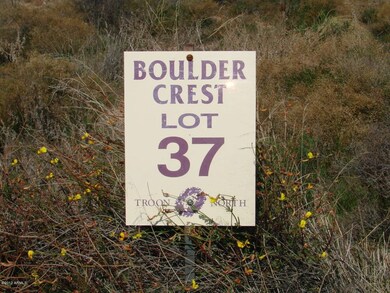 BOULDER
CREST
LOT
37
TROON NORTH